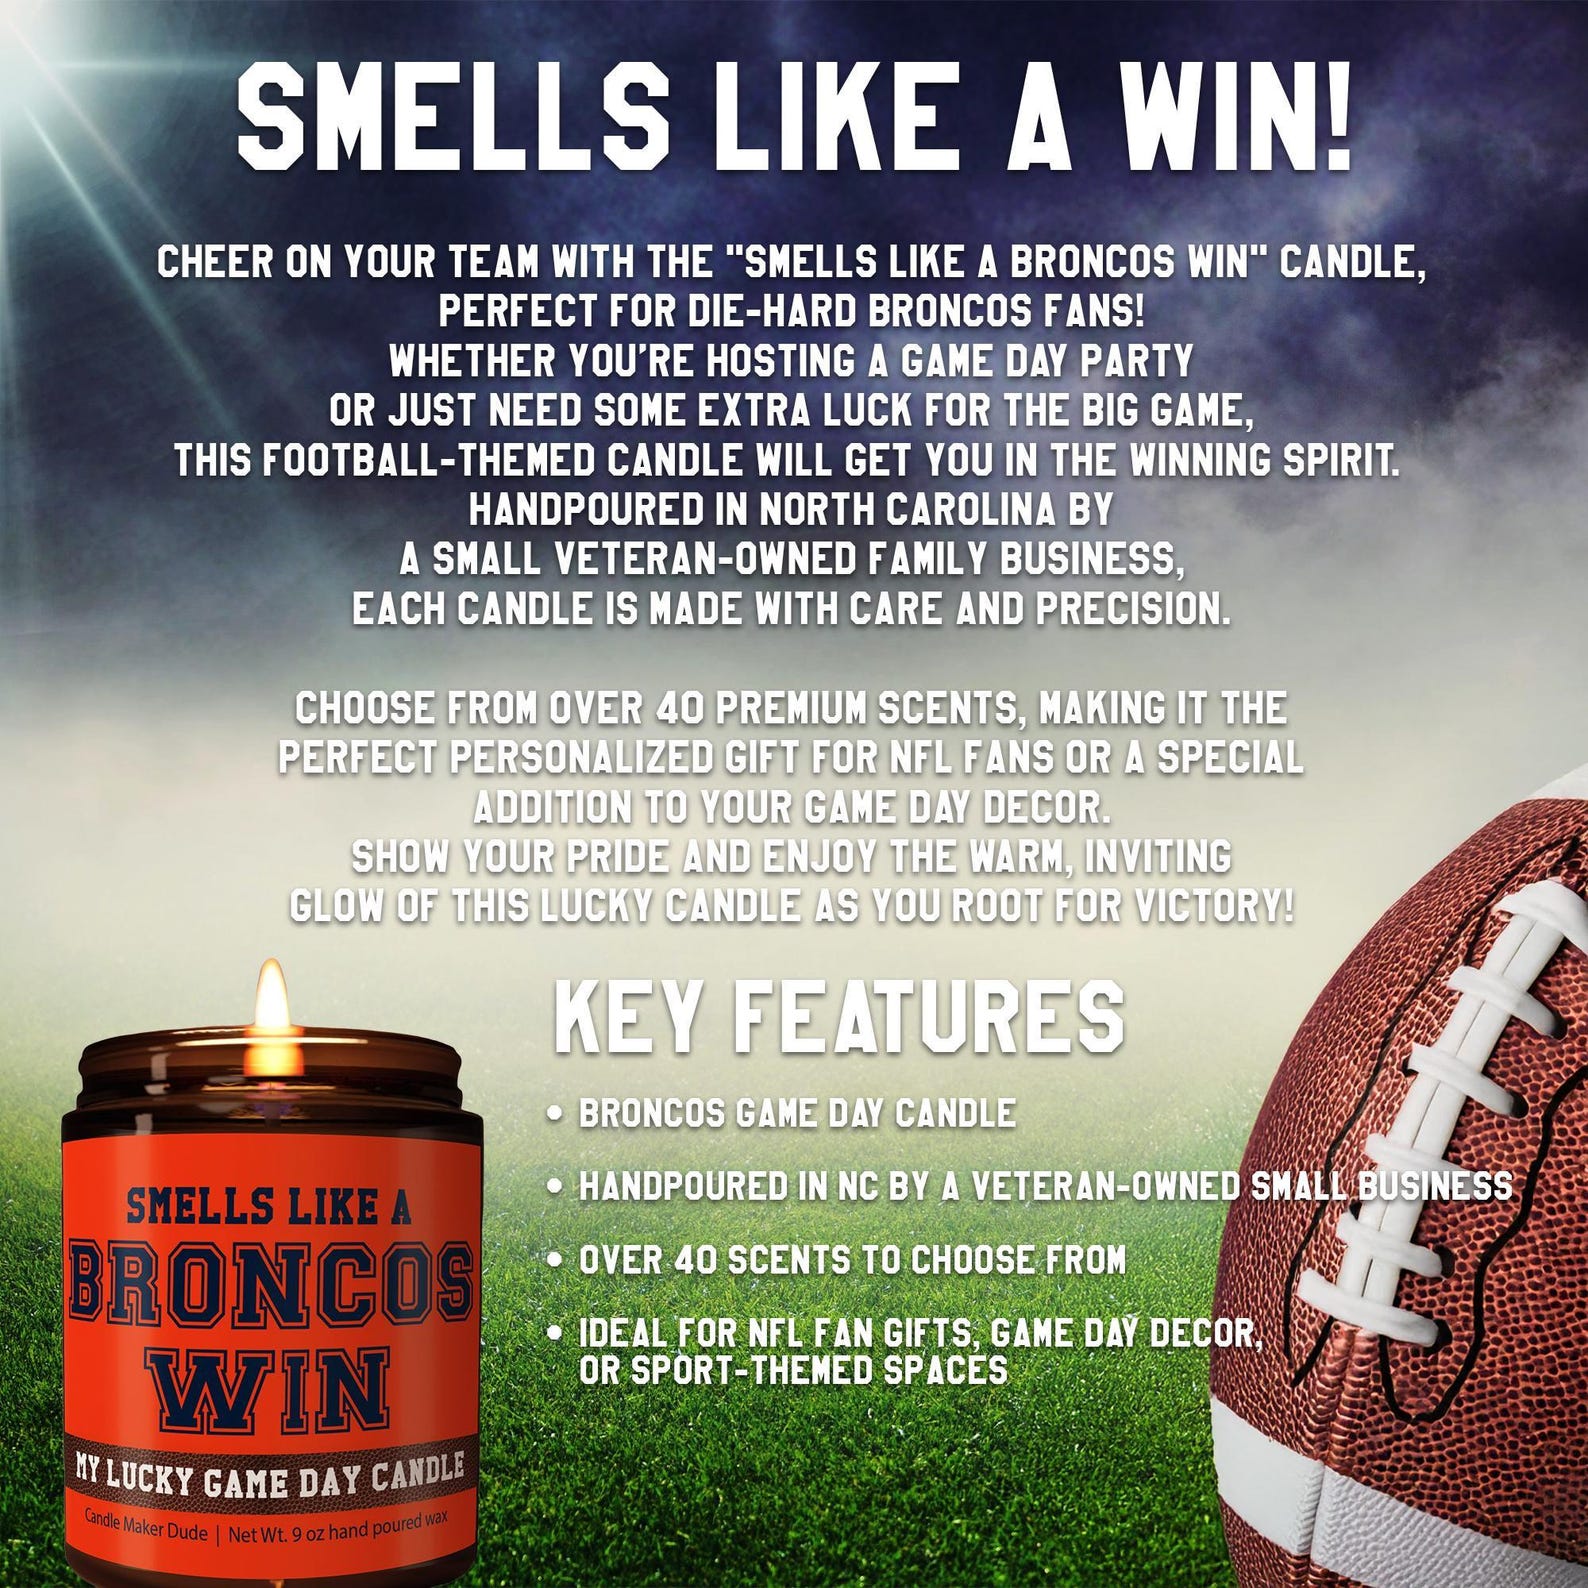 SMELLS LIKE A WIN!
CHEER ON YOUR TEAM WITH THE "SMELLS LIKE A BRONCOS WIN" CANDLE,
PERFECT FOR DIE-HARD BRONCOS FANS!
WHETHER YOU'RE HOSTING A GAME DAY PARTY
OR JUST NEED SOME EXTRA LUCK FOR THE BIG GAME,
THIS FOOTBALL-THEMED CANDLE WILL GET YOU IN THE WINNING SPIRIT.
HANDPOURED IN NORTH CAROLINA BY
A SMALL VETERAN-OWNED FAMILY BUSINESS,
EACH CANDLE IS MADE WITH CARE AND PRECISION.
CHOOSE FROM OVER 40 PREMIUM SCENTS, MAKING IT THE
PERFECT PERSONALIZED GIFT FOR NFL FANS OR A SPECIAL
ADDITION TO YOUR GAME DAY DECOR.
SHOW YOUR PRIDE AND ENJOY THE WARM, INVITING
GLOW OF THIS LUCKY CANDLE AS YOU ROOT FOR VICTORY!
KEY FEATURES
• BRONCOS GAME DAY CANDLE
• HANDPOURED IN NC BY A VETERAN-OWNED SMALL BUSINESS
• OVER 40 SCENTS TO CHOOSE FROM
• IDEAL FOR NFL FAN GIFTS, GAME DAY DECOR,
OR SPORT-THEMED SPACES
SMELLS LIKE A
BRONCOS
WIN
MY LUCKY GAME DAY CANDLE
Candle Maker Dude | Net Wt. 9 oz hand poured wax